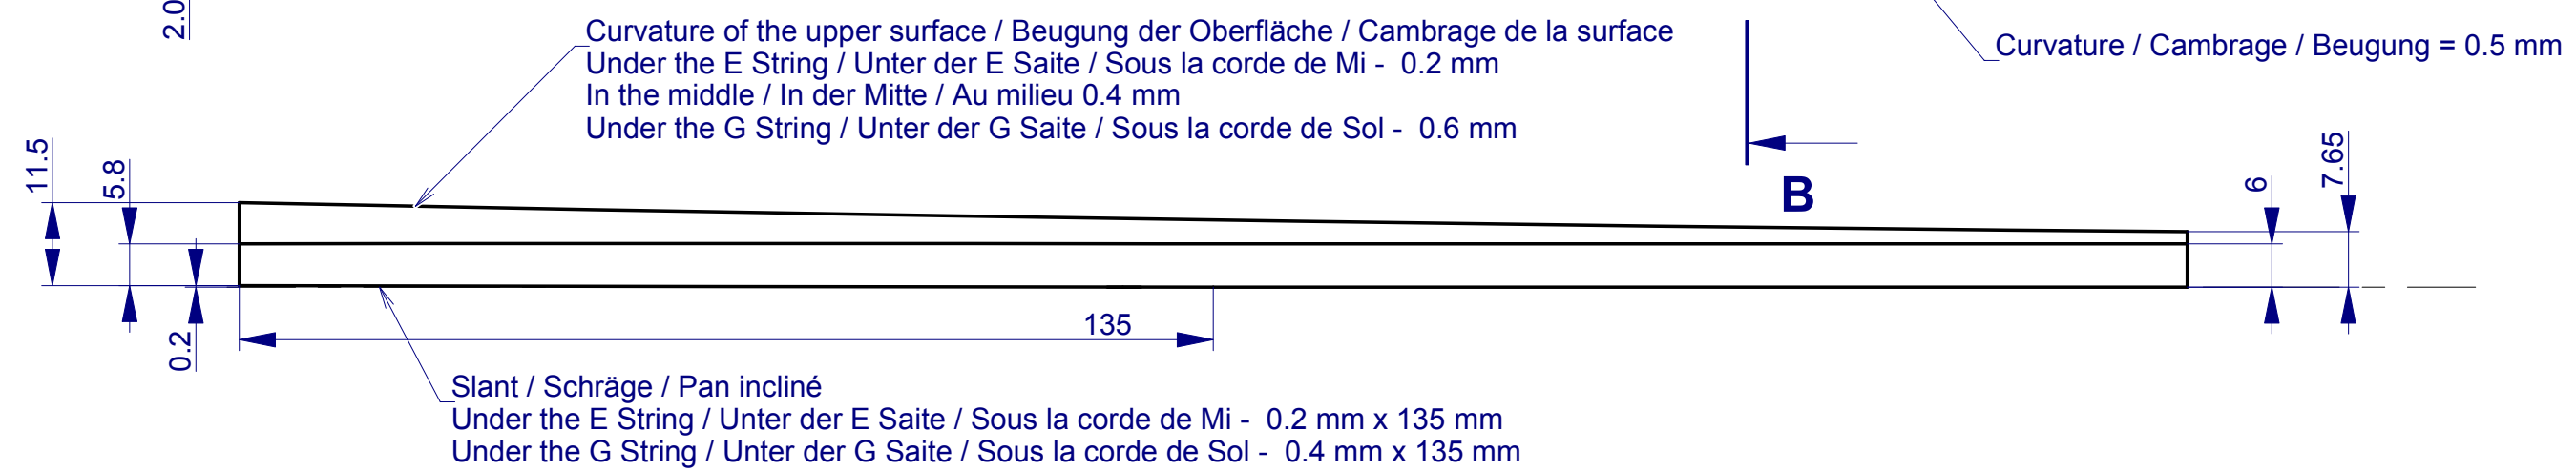 2.0
Curvature of the upper surface / Beugung der Oberfläche / Cambrage de la surface
Under the E String / Unter der E Saite / Sous la corde de Mi - 0.2 mm
In the middle / In der Mitte / Au milieu 0.4 mm
Under the G String / Unter der G Saite / Sous la corde de Sol - 0.6 mm
Curvature / Cambrage / Beugung = 0.5 mm
B
11.5
5.8
0.2
135
6
7.65
Slant / Schräge / Pan incliné
Under the E String / Unter der E Saite / Sous la corde de Mi - 0.2 mm x 135 mm
Under the G String / Unter der G Saite / Sous la corde de Sol - 0.4 mm x 135 mm